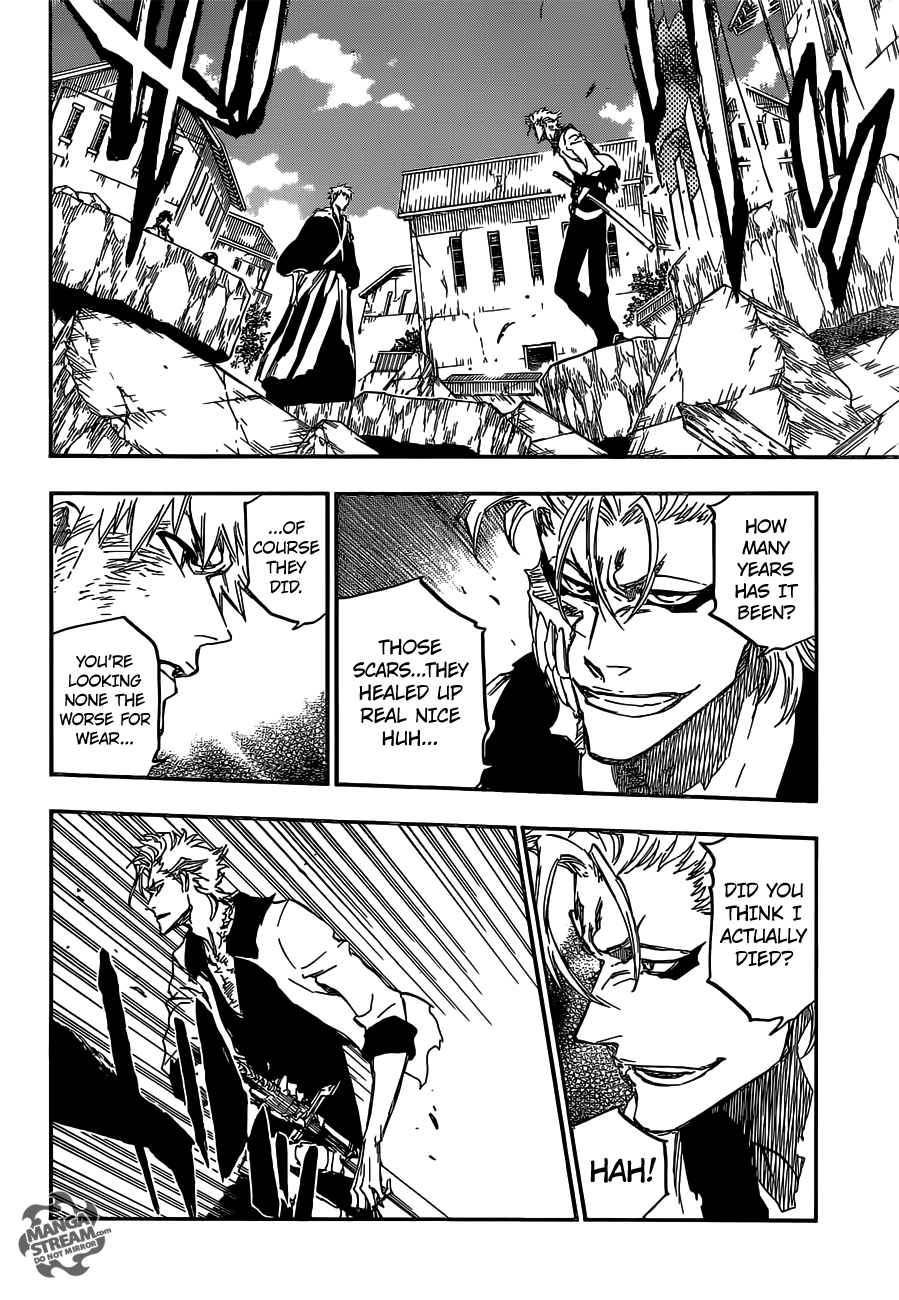 HOW
MANY
YEARS
HAS IT
BEEN?
THOSE
SCARS...THEY
HEALED UP
REAL NICE
HUH...
...OF
COURSE
THEY
DID.
YOU'RE
LOOKING
NONE THE
WORSE FOR
WEAR...
DID YOU
THINK I
ACTUALLY
DIED?
HAH!
MANGA
STREAM.com
DO NOT MIRROR